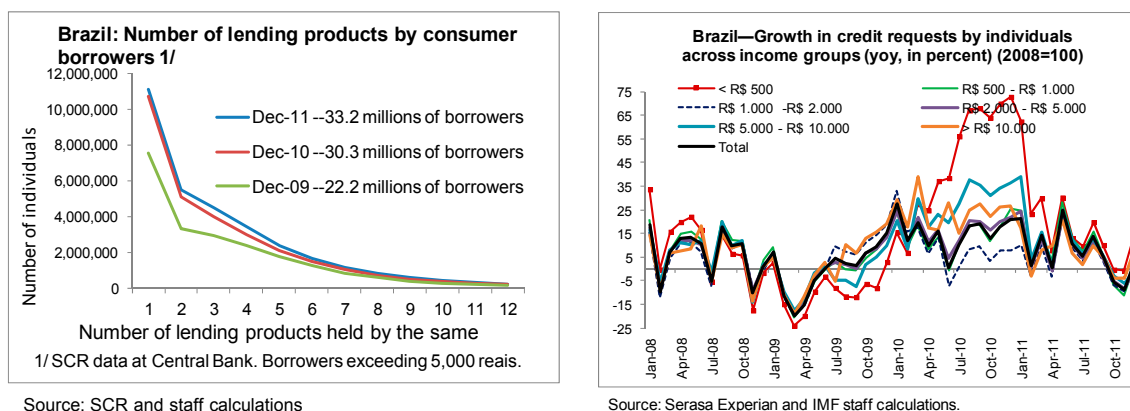 Brazil: Number of lending products by consumer
borrowers 1/
12,000,000
10,000,000
8,000,000
6,000,000
4,000,000
2,000,000
0
Number of individuals
Dec-11 --33.2 millions of borrowers
Dec-10 --30.3 millions of borrowers
Dec-09 --22.2 millions of borrowers
1 2 3 4 5 6 7 8 9 10 11 12
Number of lending products held by the same
1/ SCR data at Central Bank. Borrowers exceeding 5,000 reais.
Source: SCR and staff calculations
Brazil—Growth in credit requests by individuals
across income groups (yoy, in percent) (2008=100)
75
65
55
45
35
25
15
5
-5
-15
-25
< R$ 500
R$ 500 - R$ 1.000
R$ 1.000 -R$ 2.000
R$ 2.000 - R$ 5.000
R$ 5.000 - R$ 10.000
> R$ 10.000
Total
Jan-08 Apr-08 Jul-08 Oct-08 Jan-09 Apr-09 Jul-09 Oct-09 Jan-10 Apr-10 Jul-10 Oct-10 Jan-11 Apr-11 Jul-11 Oct-11
Source: Serasa Experian and IMF staff calculations.